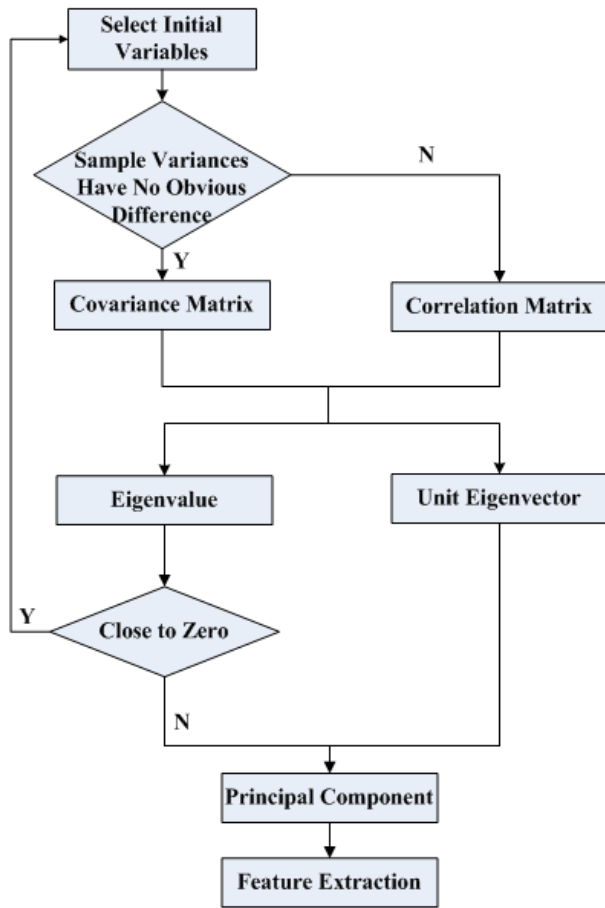 Select Initial
Variables
Sample Variances
Have No Obvious
Difference
N
Y
Covariance Matrix
Correlation Matrix
Eigenvalue
Unit Eigenvector
Y
Close to Zero
N
Principal Component
Feature Extraction